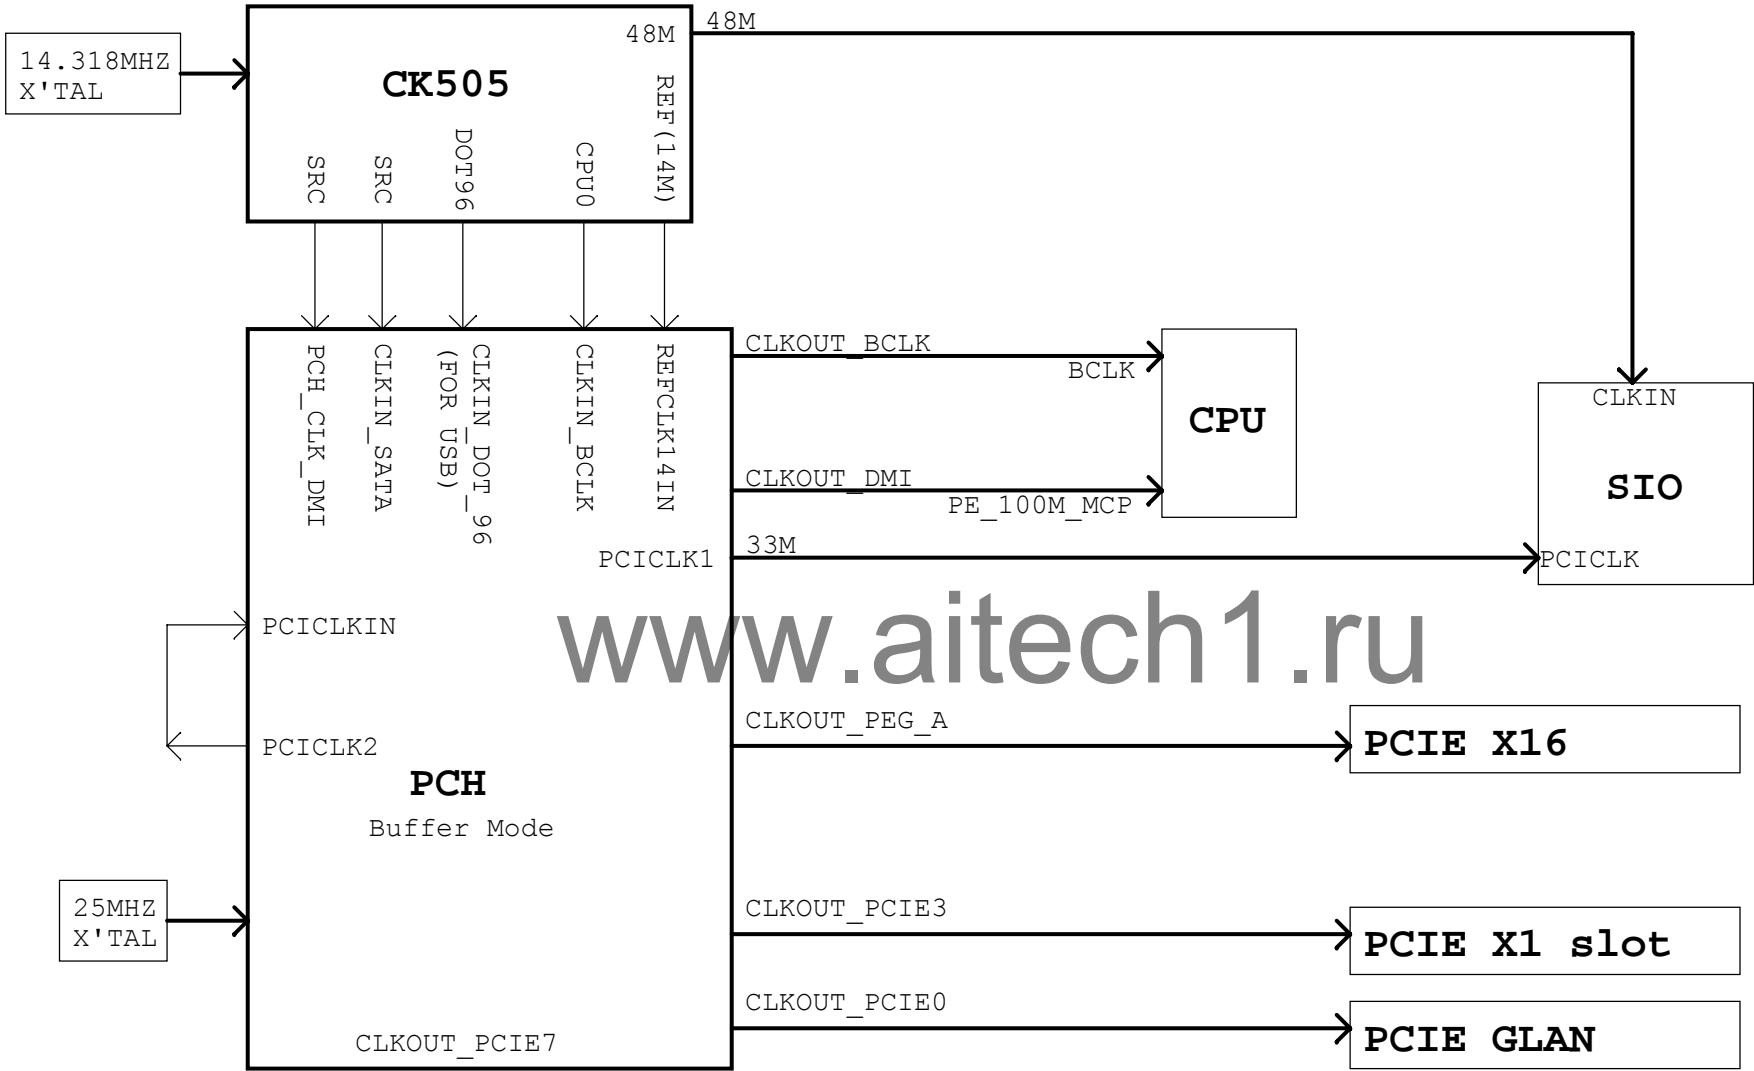 48M
48M
14.318MHZ
X'TAL
CK505
REF(14M)
DOT96
SRC
SRC
CPU0
PCH_CLK_DMI
CLKIN_SATA
CLKIN_DOT_96
(FOR USB)
CLKIN_BCLK
REFCLK14IN
CLKOUT_BCLK
BCLK
CPU
CLKIN
SIO
CLKOUT_DMI
PE_100M_MCP
PCICLK1
33M
PCICLK
PCICLKIN
www.aitech1.ru
PCICLK2
CLKOUT_PEG_A
PCIE X16
PCH
Buffer Mode
25MHZ
X'TAL
CLKOUT_PCIE3
PCIE X1 slot
CLKOUT_PCIE0
PCIE GLAN
CLKOUT_PCIE7